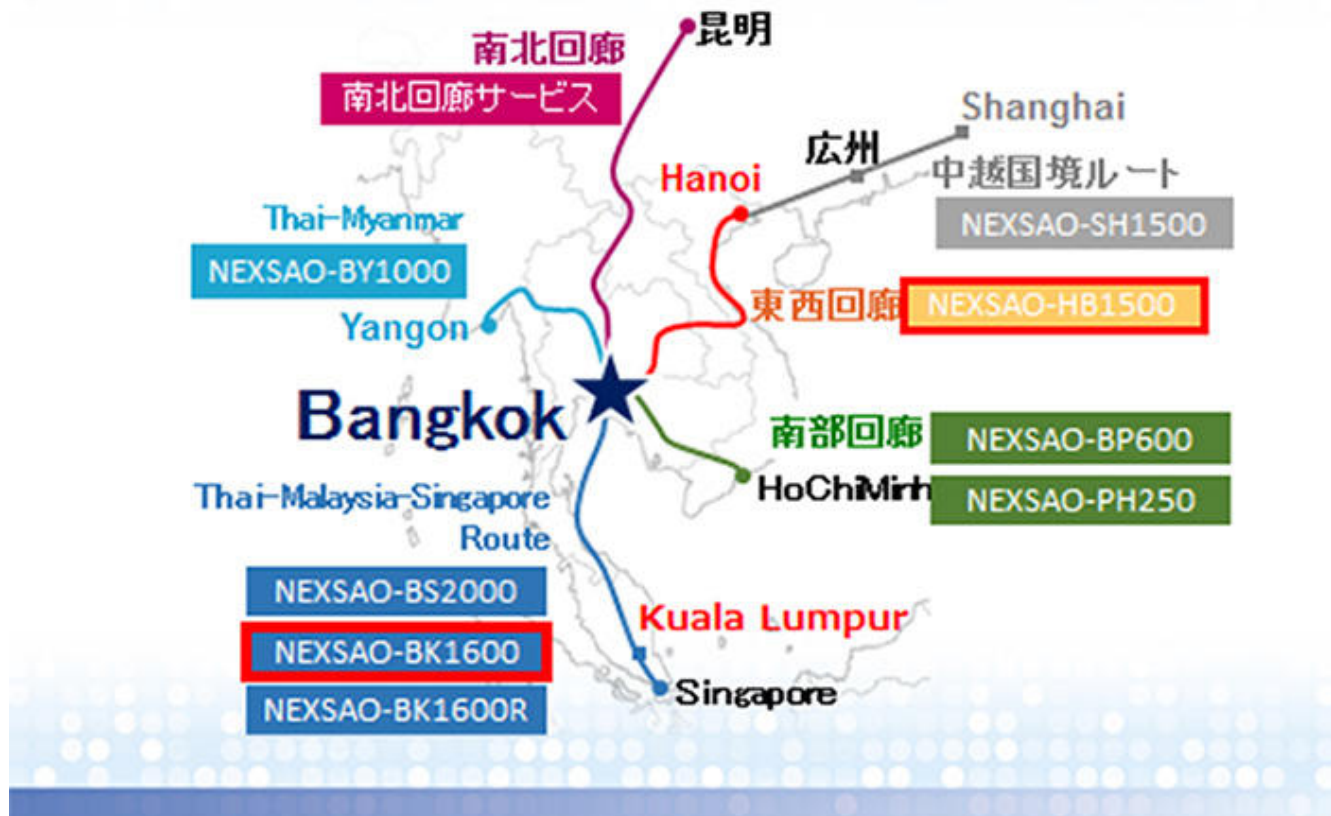 昆明
南北回廊
南北回廊サービス
Shanghai
広州
中越国境ルート
Hanoi
NEXSAO-SH1500
Thai-Myanmar
NEXSAO-BY1000
東西回廊
NEXSAO-HB1500
Yangon
Bangkok
南部回廊
NEXSAO-BP600
HoChiMinh
NEXSAO-PH250
Thai-Malaysia-Singapore
Route
NEXSAO-BS2000
Kuala Lumpur
NEXSAO-BK1600
Singapore
NEXSAO-BK1600R